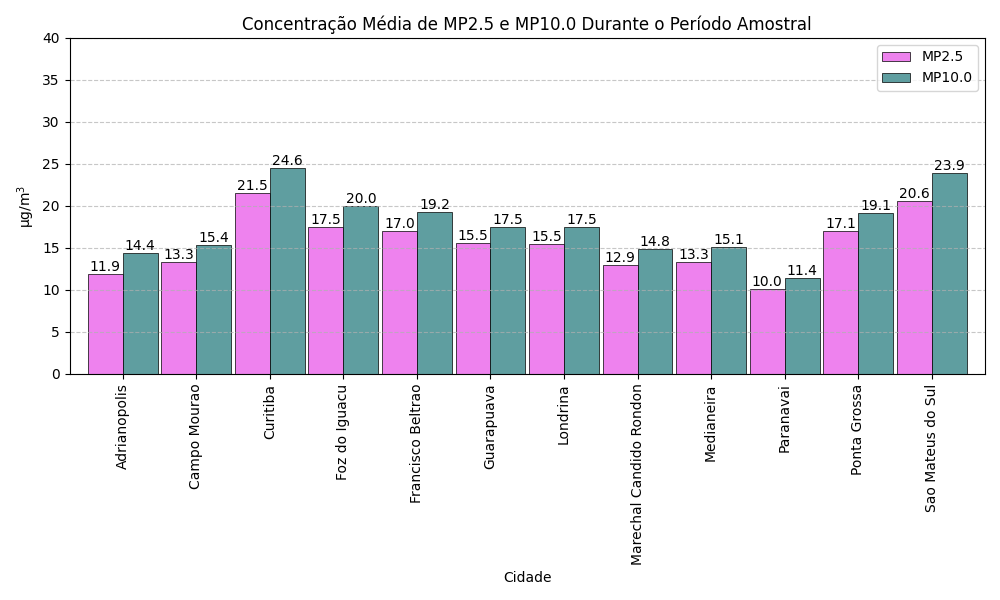 Concentração Média de MP2.5 e MP10.0 Durante o Período Amostral
MP2.5
MP10.0
µg/m³
40
35
30
25
20
15
10
5
0
11.9 14.4 13.3 15.4 21.5 24.6 17.5 20.0 17.0 19.2 15.5 17.5 15.5 17.5 12.9 14.8 13.3 15.1 10.0 11.4 17.1 19.1 20.6 23.9
Adrianopolis
Campo Mourao
Curitiba
Foz do Iguacu
Francisco Beltrao
Guarapuava
Londrina
Marechal Candido Rondon
Medianeira
Paranavai
Ponta Grossa
Sao Mateus do Sul
Cidade